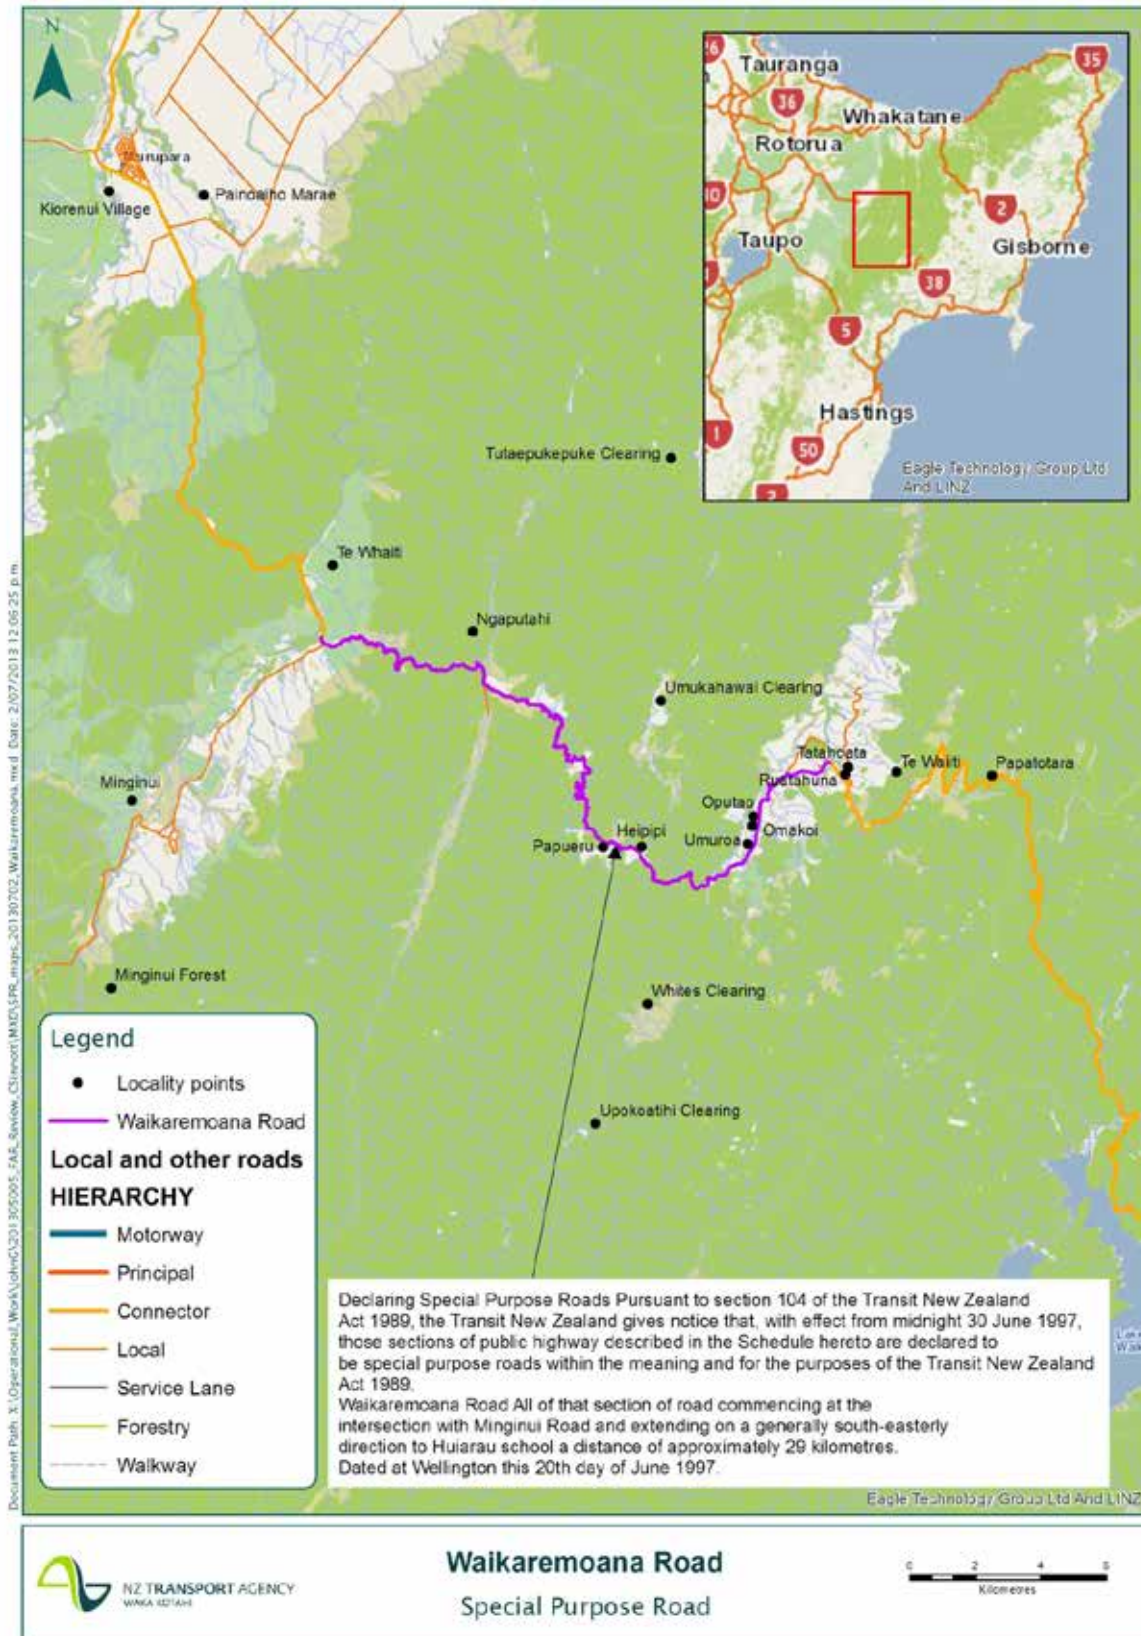 N
Murupara
Kiorenui Village
Painoaiho Marae
Tauranga
Whakatane
Rotorua
Taupo
Gisborne
Hastings
36
35
2
38
5
50
1
2
Eagle Technology Group Ltd
And LINZ
Tutaepukepuke Clearing
Te Whaiti
Ngaputahi
Umukahawai Clearing
Tatahoata
Ruatahuna
Te Waiiti
Papatotara
Minginui
Oputao
Omakoi
Papueru
Heipipi
Umuroa
Minginui Forest
Whites Clearing
Upokoatihi Clearing
Legend
Locality points
Waikaremoana Road
Local and other roads
HIERARCHY
Motorway
Principal
Connector
Local
Service Lane
Forestry
Walkway
Declaring Special Purpose Roads Pursuant to section 104 of the Transit New Zealand
Act 1989, the Transit New Zealand gives notice that, with effect from midnight 30 June 1997,
those sections of public highway described in the Schedule hereto are declared to
be special purpose roads within the meaning and for the purposes of the Transit New Zealand
Act 1989.
Waikaremoana Road All of that section of road commencing at the
intersection with Minginui Road and extending on a generally south-easterly
direction to Huiarau school a distance of approximately 29 kilometres.
Dated at Wellington this 20th day of June 1997.
Eagle Technology Group Ltd And LINZ
NZ TRANSPORT AGENCY
WAKA KOTAHI
Waikaremoana Road
Special Purpose Road
0 2 4 6
Kilometres